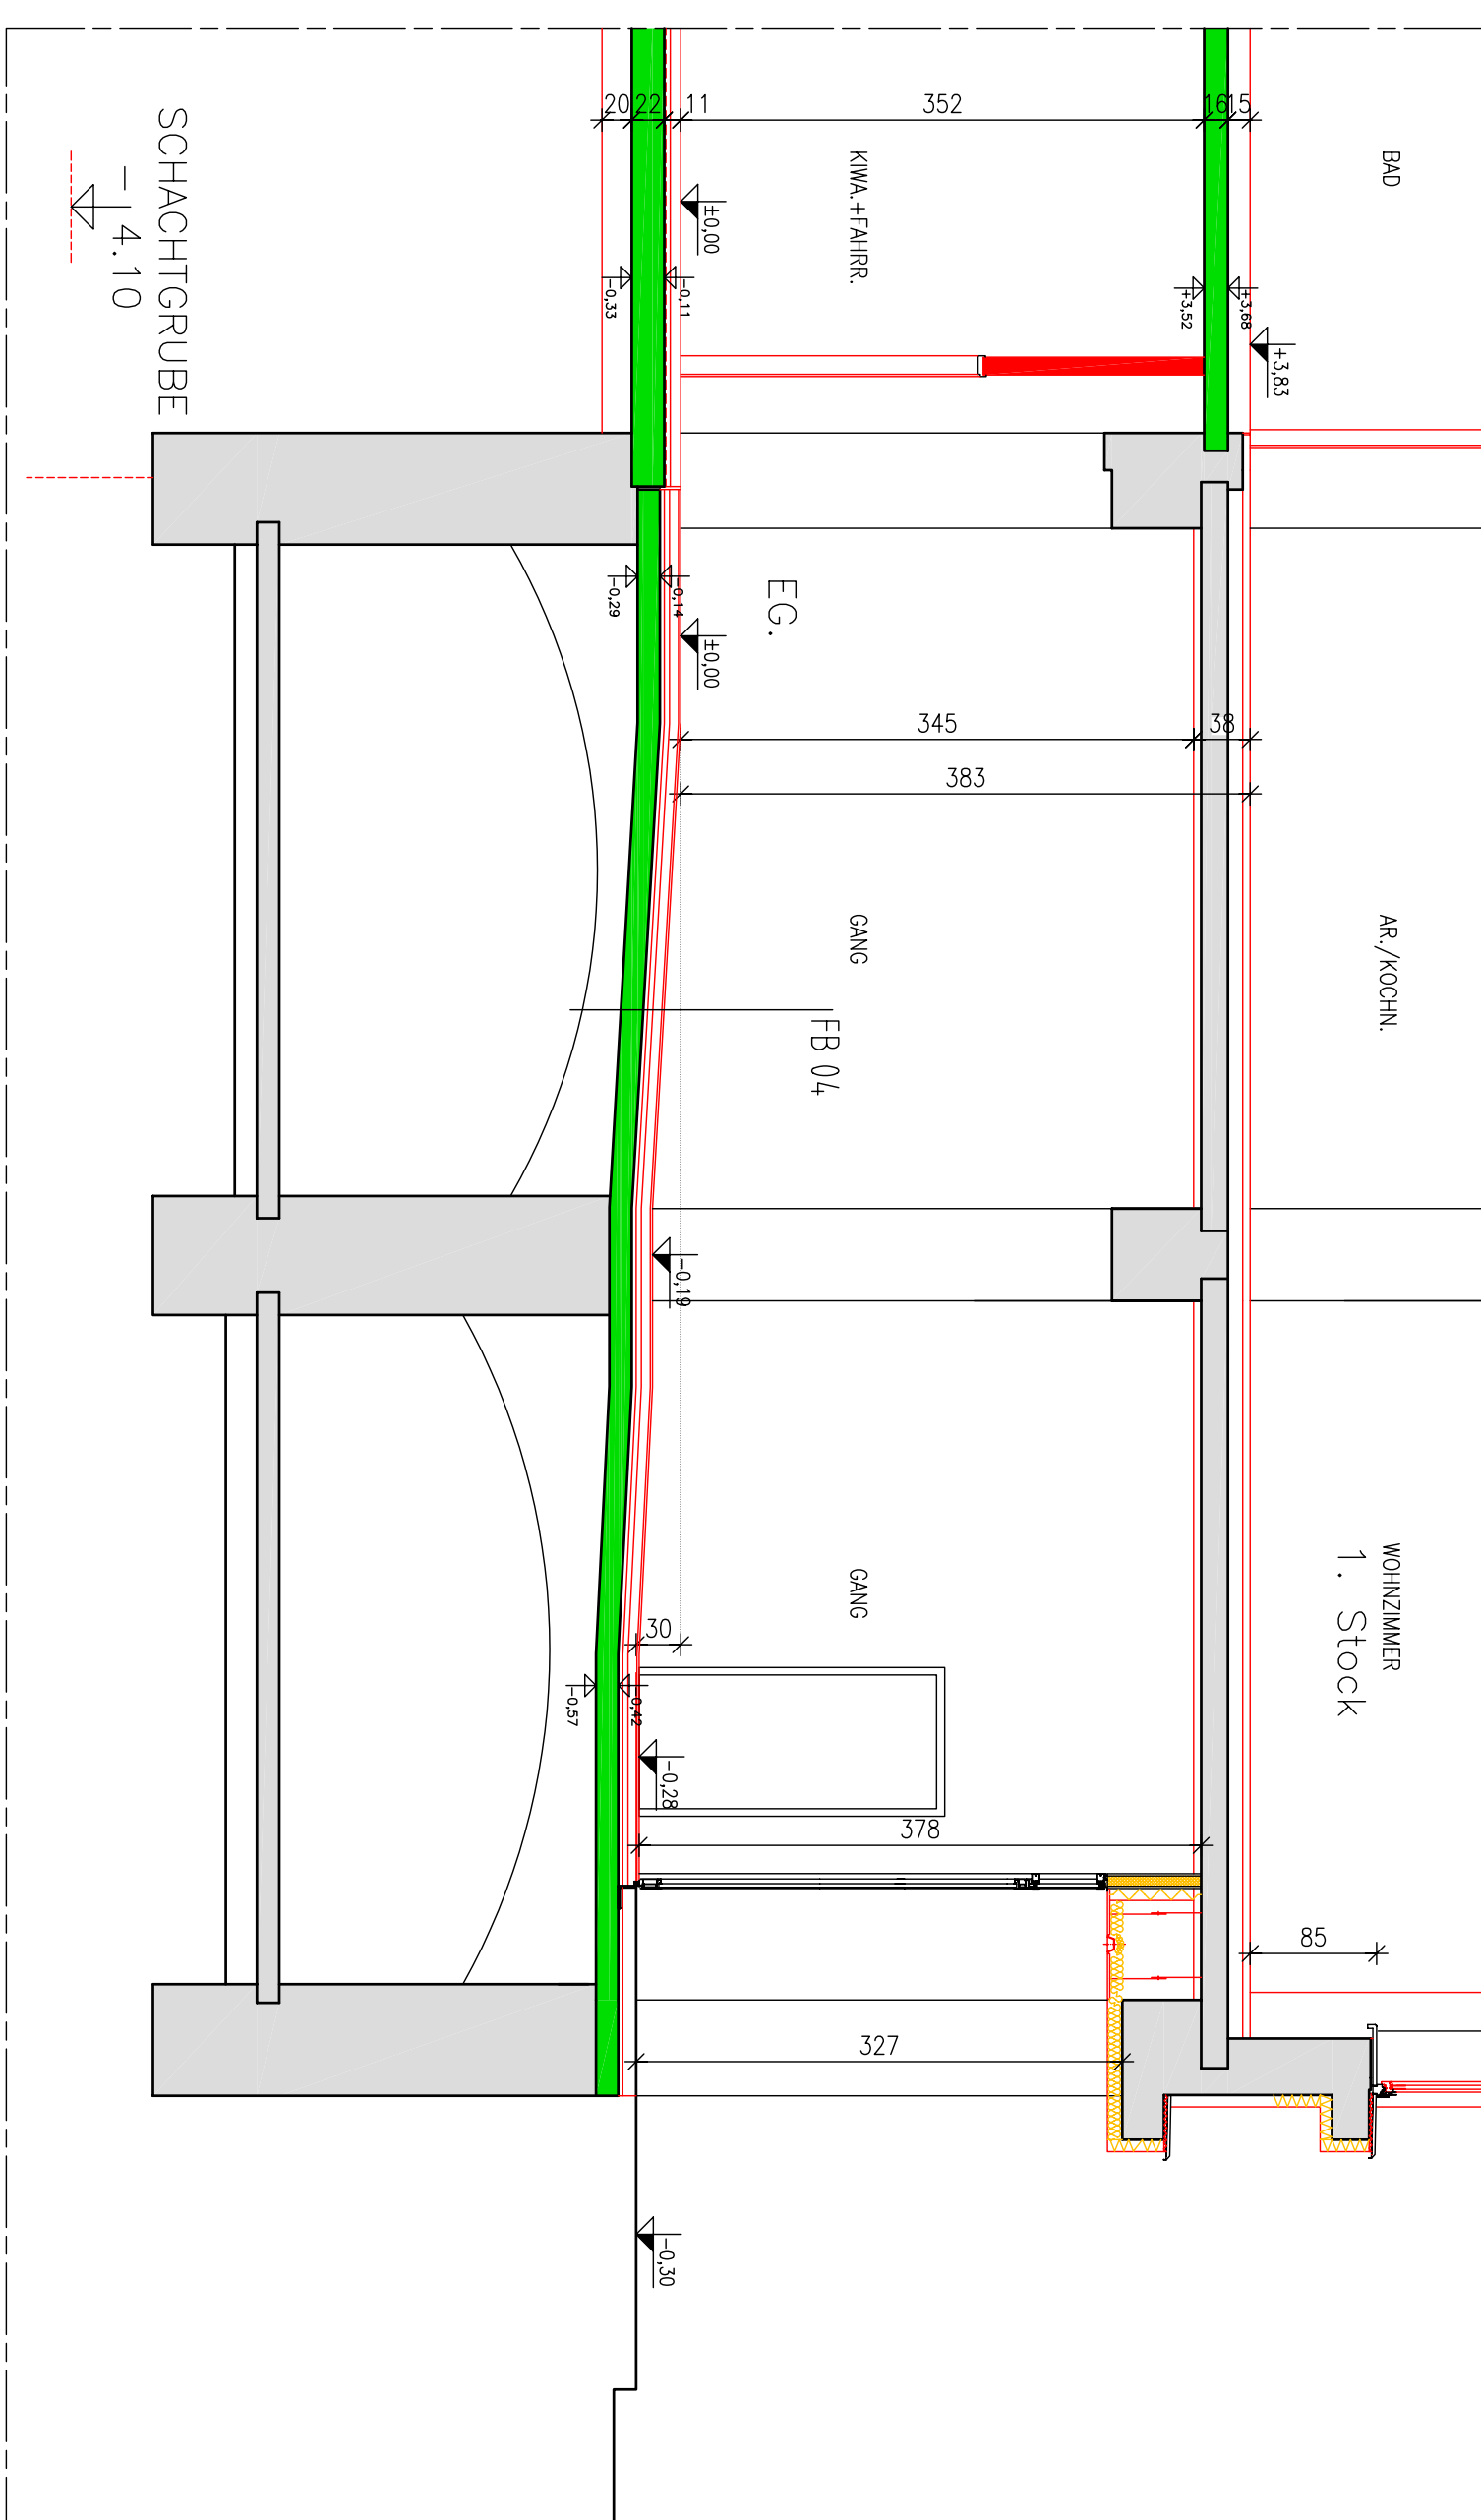 BAD
AR./KOCHN.
WOHNZIMMER
1. Stock
85
+3,83
+3,68
+3,52
15
16
352
11
22
20
38
345
383
KIWA.+FAHRR.
GANG
GANG
FB 04
EG.
±0,00
±0,00
-0,11
-0,33
-0,14
-0,29
-0,19
30
0,42
-0,57
-0,28
378
327
-0,30
SCHACHTGRUBE
- 4.10